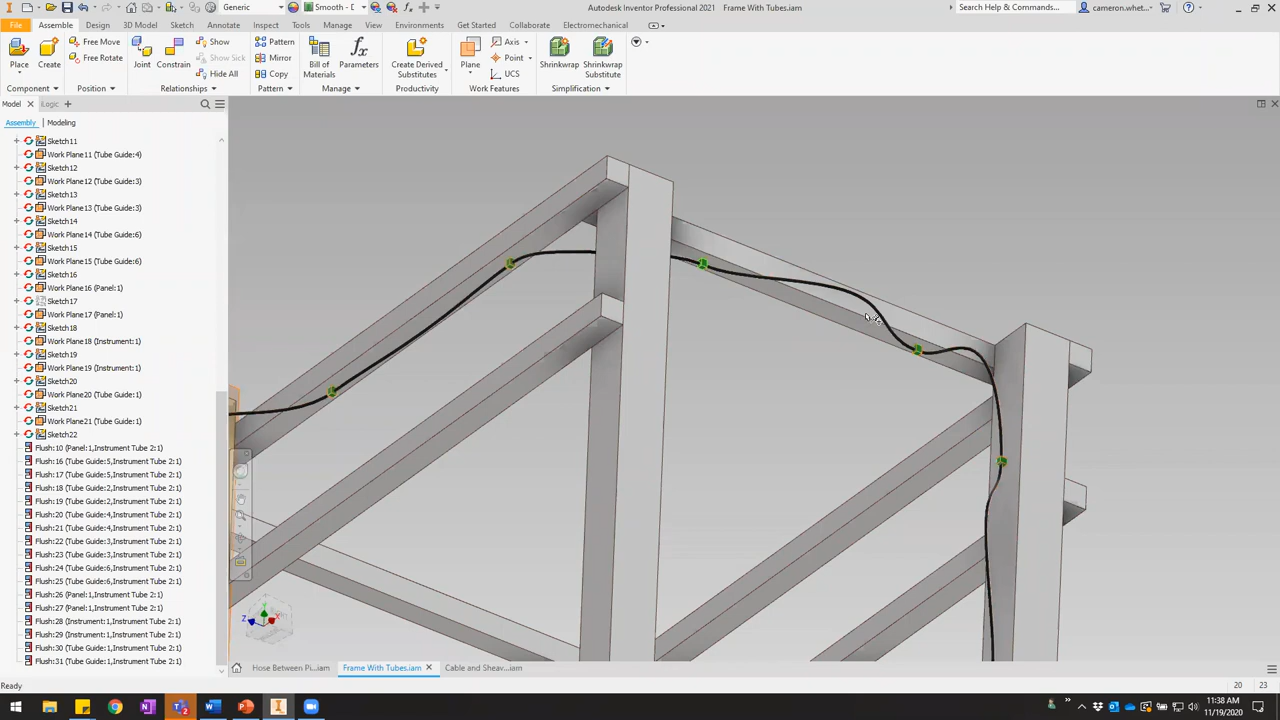 Generic
Smooth - [
Autodesk Inventor Professional 2021
Frame With Tubes.iam
Search Help & Commands...
cameron.whet...
File
Assemble
Design
3D Model
Sketch
Annotate
Inspect
Tools
Manage
View
Environments
Get Started
Collaborate
Electromechanical
Place
Create
Component
Free Move
Free Rotate
Position
Joint
Constrain
Show
Show Sick
Hide All
Relationships
Pattern
Mirror
Copy
Pattern
Bill of
Materials
Parameters
Manage
Create Derived
Substitutes
Productivity
Plane
Axis
Point
UCS
Work Features
Shrinkwrap
Shrinkwrap
Substitute
Simplification
Model
iLogic
Assembly
Modeling
Sketch11
Work Plane11 (Tube Guide:4)
Sketch12
Work Plane12 (Tube Guide:3)
Sketch13
Work Plane13 (Tube Guide:3)
Sketch14
Work Plane14 (Tube Guide:6)
Sketch15
Work Plane15 (Tube Guide:6)
Sketch16
Work Plane16 (Panel:1)
Sketch17
Work Plane17 (Panel:1)
Sketch18
Work Plane18 (Instrument:1)
Sketch19
Work Plane19 (Instrument:1)
Sketch20
Work Plane20 (Tube Guide:1)
Sketch21
Work Plane21 (Tube Guide:1)
Sketch22
Flush:10 (Panel:1,Instrument Tube 2:1)
Flush:16 (Tube Guide:5,Instrument Tube 2:1)
Flush:17 (Tube Guide:5,Instrument Tube 2:1)
Flush:18 (Tube Guide:2,Instrument Tube 2:1)
Flush:19 (Tube Guide:2,Instrument Tube 2:1)
Flush:20 (Tube Guide:4,Instrument Tube 2:1)
Flush:21 (Tube Guide:4,Instrument Tube 2:1)
Flush:22 (Tube Guide:3,Instrument Tube 2:1)
Flush:23 (Tube Guide:3,Instrument Tube 2:1)
Flush:24 (Tube Guide:6,Instrument Tube 2:1)
Flush:25 (Tube Guide:6,Instrument Tube 2:1)
Flush:26 (Panel:1,Instrument Tube 2:1)
Flush:27 (Panel:1,Instrument Tube 2:1)
Flush:28 (Instrument:1,Instrument Tube 2:1)
Flush:29 (Instrument:1,Instrument Tube 2:1)
Flush:30 (Tube Guide:1,Instrument Tube 2:1)
Flush:31 (Tube Guide:1,Instrument Tube 2:1)
Z
Y
X
Hose Between Pi...iam
Frame With Tubes.iam
Cable and Sheav...iam
Ready
20
23
11:38 AM
11/19/2020